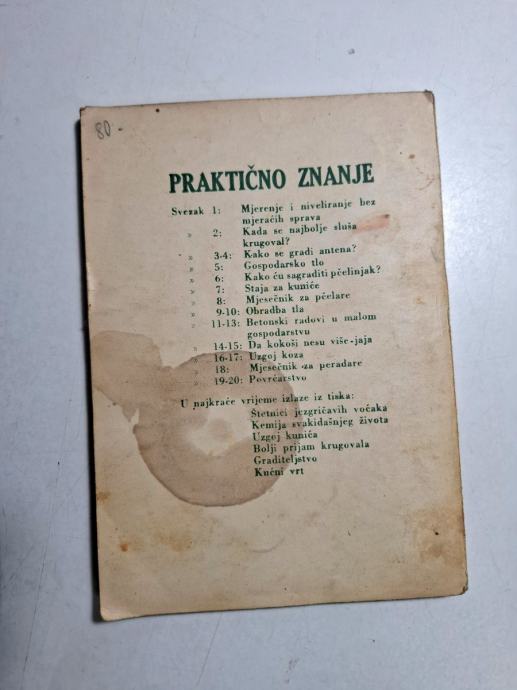 80.-
PRAKTIČNO ZNANJE
Svezak 1: Mjerenje i niveliranje bez
mjeraćih sprava
» 2: Kada se najbolje sluša
krugoval?
» 3-4: Kako se gradi antena?
» 5: Gospodarsko tlo
» 6: Kako ću sagraditi pčelinjak?
» 7: Staja za kuniće
» 8: Mjesečnik za pčelare
» 9-10: Obradba tla
» 11-13: Betonski radovi u malom
gospodarstvu
» 14-15: Da kokoši nesu više jaja
» 16-17: Uzgoj koza
» 18: Mjesečnik za peradare
» 19-20: Povrćarstvo
U najkraće vrijeme izlaze iz tiska:
Štetnici jezgričavih voćaka
Kemija svakidašnjeg života
Uzgoj kunića
Bolji prijam krugovala
Graditeljstvo
Kućni vrt